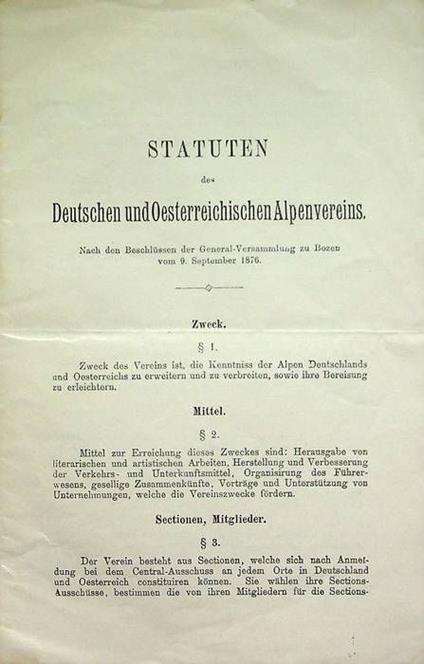 STATUTEN
des
Deutschen und Oesterreichischen Alpenvereins.
Nach den Beschlüssen der General-Versammlung zu Bozen
vom 9. September 1876.
Zweck.
§ 1.
Zweck des Vereins ist, die Kenntniss der Alpen Deutschlands
und Oesterreichs zu erweitern und zu verbreiten, sowie ihre Bereisung
zu erleichtern.
Mittel.
§ 2.
Mittel zur Erreichung dieses Zweckes sind: Herausgabe von
literarischen und artistischen Arbeiten, Herstellung und Verbesserung
der Verkehrs- und Unterkunftsmittel, Organisirung des Führer-
wesens, gesellige Zusammenkünfte, Vorträge und Unterstützung von
Unternehmungen, welche die Vereinszwecke fördern.
Sectionen, Mitglieder.
§ 3.
Der Verein besteht aus Sectionen, welche sich nach Anmel-
dung bei dem Central-Ausschuss an jedem Orte in Deutschland
und Oesterreich constituiren können. Sie wählen ihre Sections-
Ausschüsse, bestimmen die von ihren Mitgliedern für die Sections-